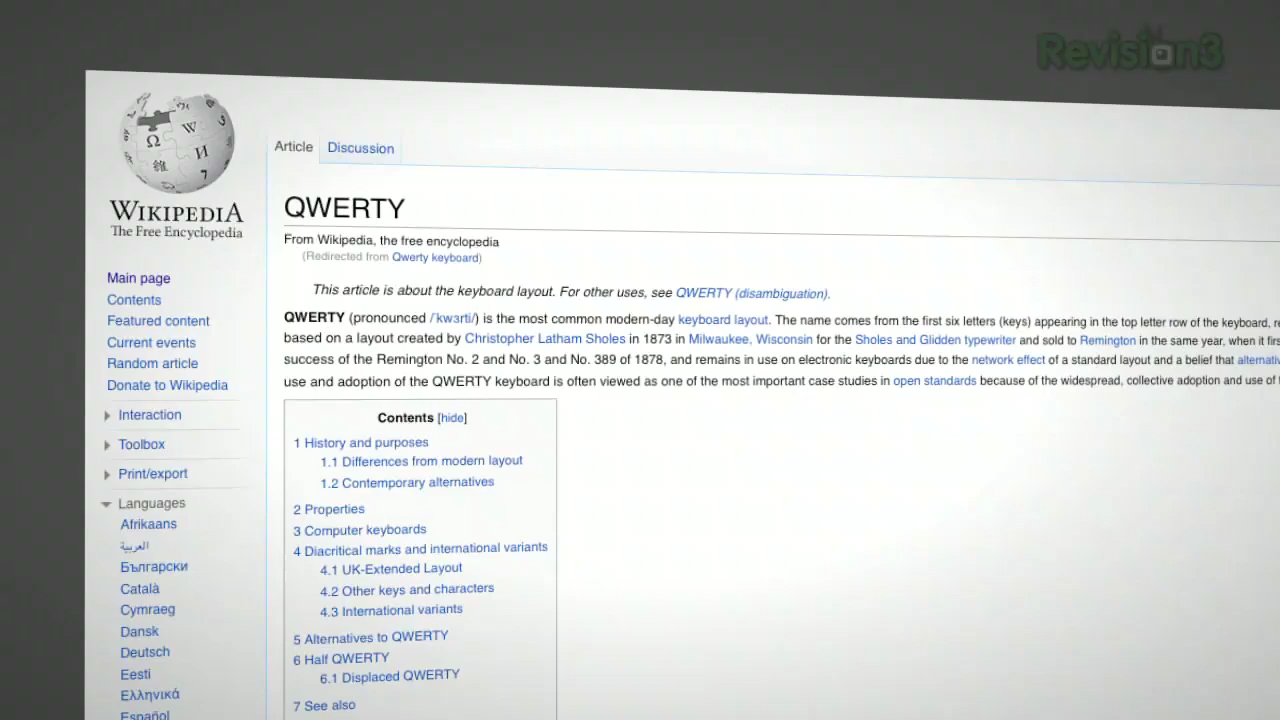 Revision3
WIKIPEDIA
The Free Encyclopedia
Main page
Contents
Featured content
Current events
Random article
Donate to Wikipedia
Interaction
Toolbox
Print/export
Languages
Afrikaans
العربية
Български
Català
Cymraeg
Dansk
Deutsch
Eesti
Ελληνικά
Español
Article Discussion
QWERTY
From Wikipedia, the free encyclopedia
(Redirected from Qwerty keyboard)
This article is about the keyboard layout. For other uses, see QWERTY (disambiguation).
QWERTY (pronounced /ˈkwɜrti/) is the most common modern-day keyboard layout. The name comes from the first six letters (keys) appearing in the top letter row of the keyboard,
based on a layout created by Christopher Latham Sholes in 1873 in Milwaukee, Wisconsin for the Sholes and Glidden typewriter and sold to Remington in the same year, when it
success of the Remington No. 2 and No. 3 and No. 389 of 1878, and remains in use on electronic keyboards due to the network effect of a standard layout and a belief that
use and adoption of the QWERTY keyboard is often viewed as one of the most important case studies in open standards because of the widespread, collective adoption and use of
Contents [hide]
1 History and purposes
1.1 Differences from modern layout
1.2 Contemporary alternatives
2 Properties
3 Computer keyboards
4 Diacritical marks and international variants
4.1 UK-Extended Layout
4.2 Other keys and characters
4.3 International variants
5 Alternatives to QWERTY
6 Half QWERTY
6.1 Displaced QWERTY
7 See also